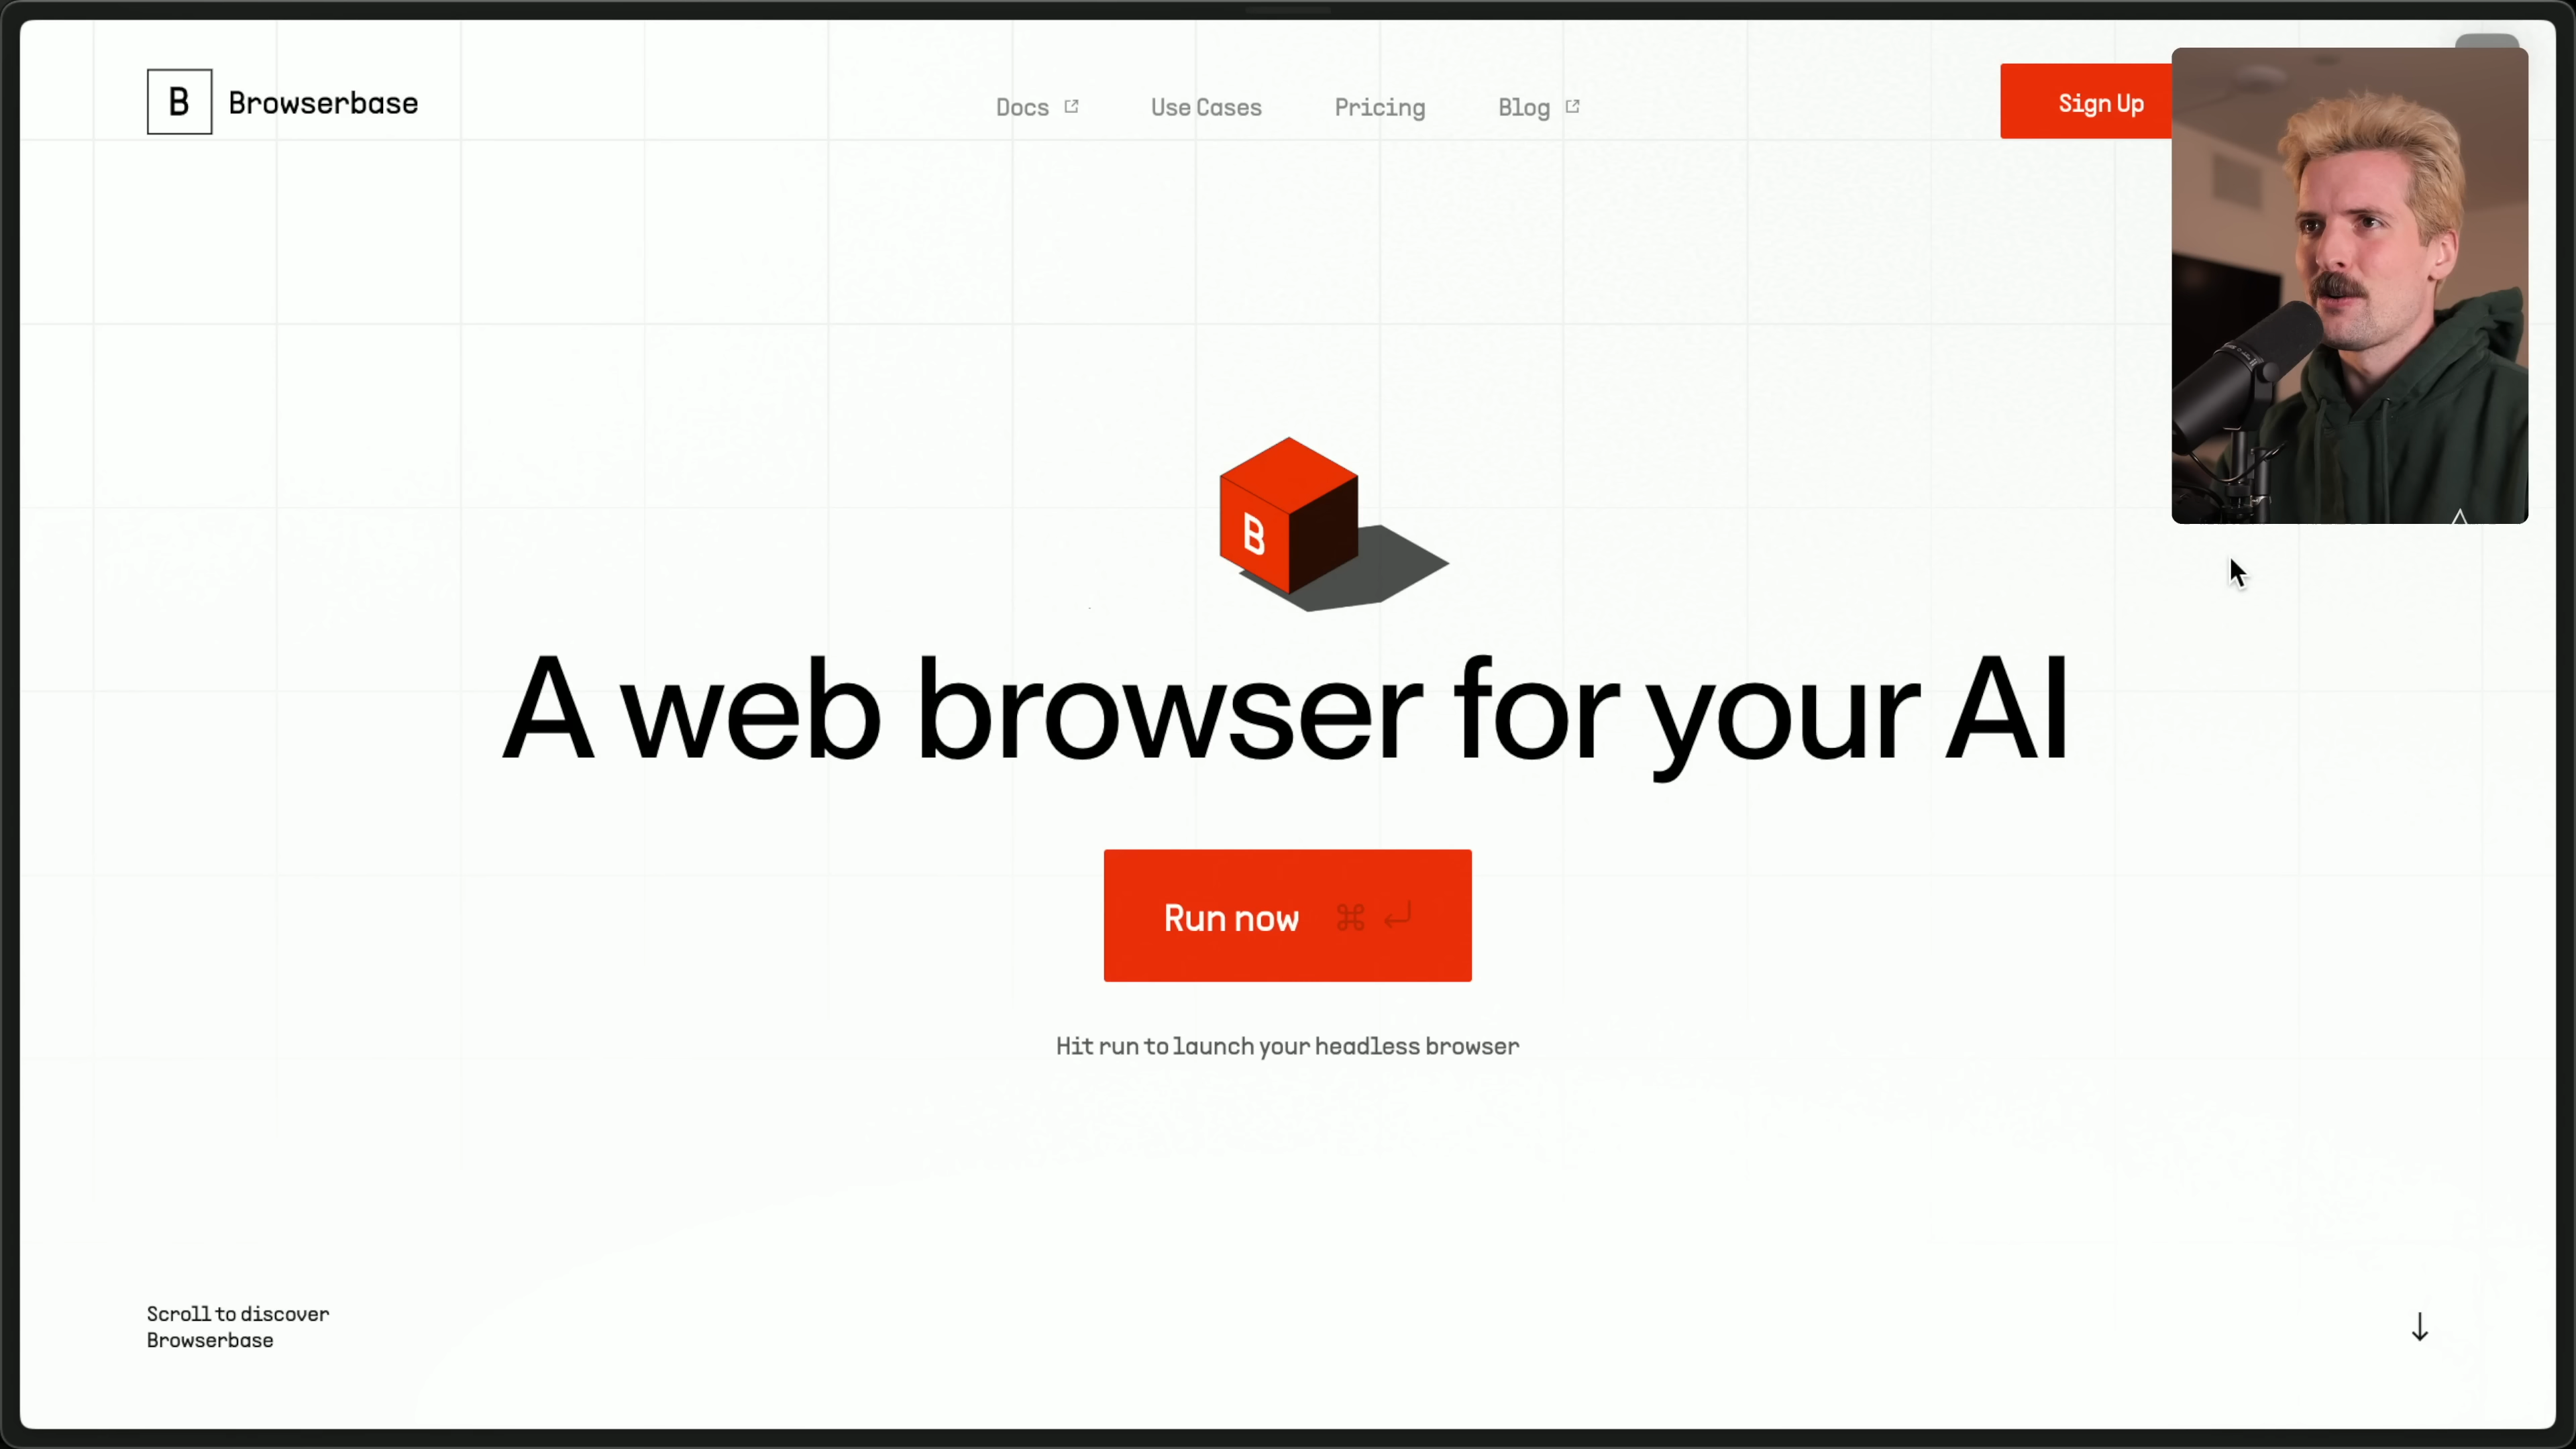 B Browserbase
Docs Use Cases Pricing Blog
Sign Up
B
A web browser for your AI
Run now ⌘ ↵
Hit run to launch your headless browser
Scroll to discover
Browserbase